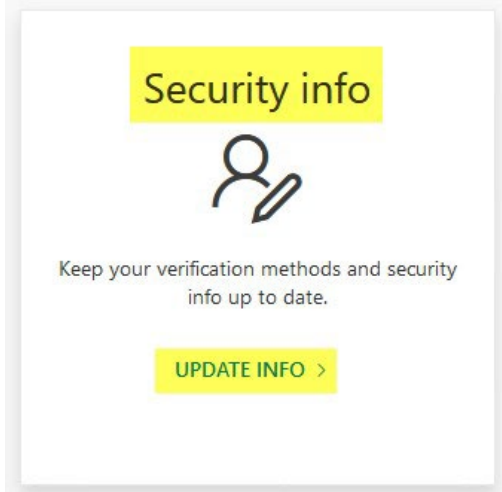 Security info
Keep your verification methods and security
info up to date.
UPDATE INFO >